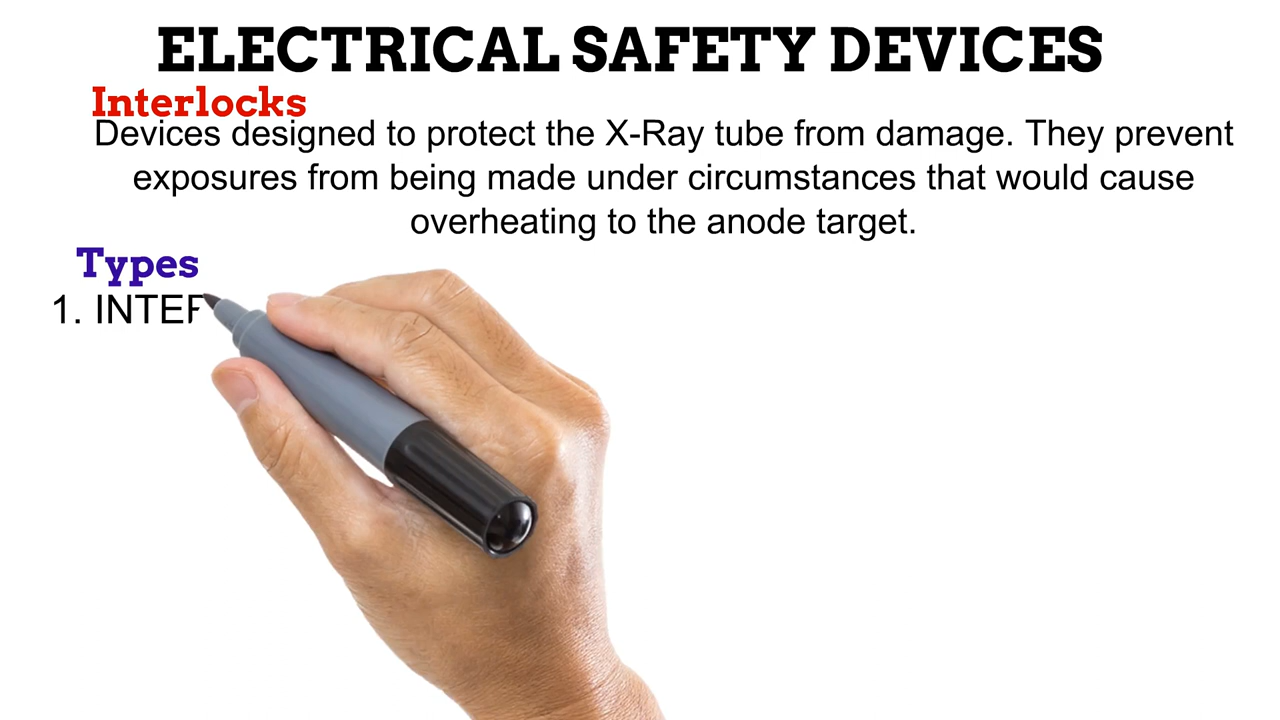 ELECTRICAL SAFETY DEVICES
Interlocks
Devices designed to protect the X-Ray tube from damage. They prevent
exposures from being made under circumstances that would cause
overheating to the anode target.
Types
1. INTER